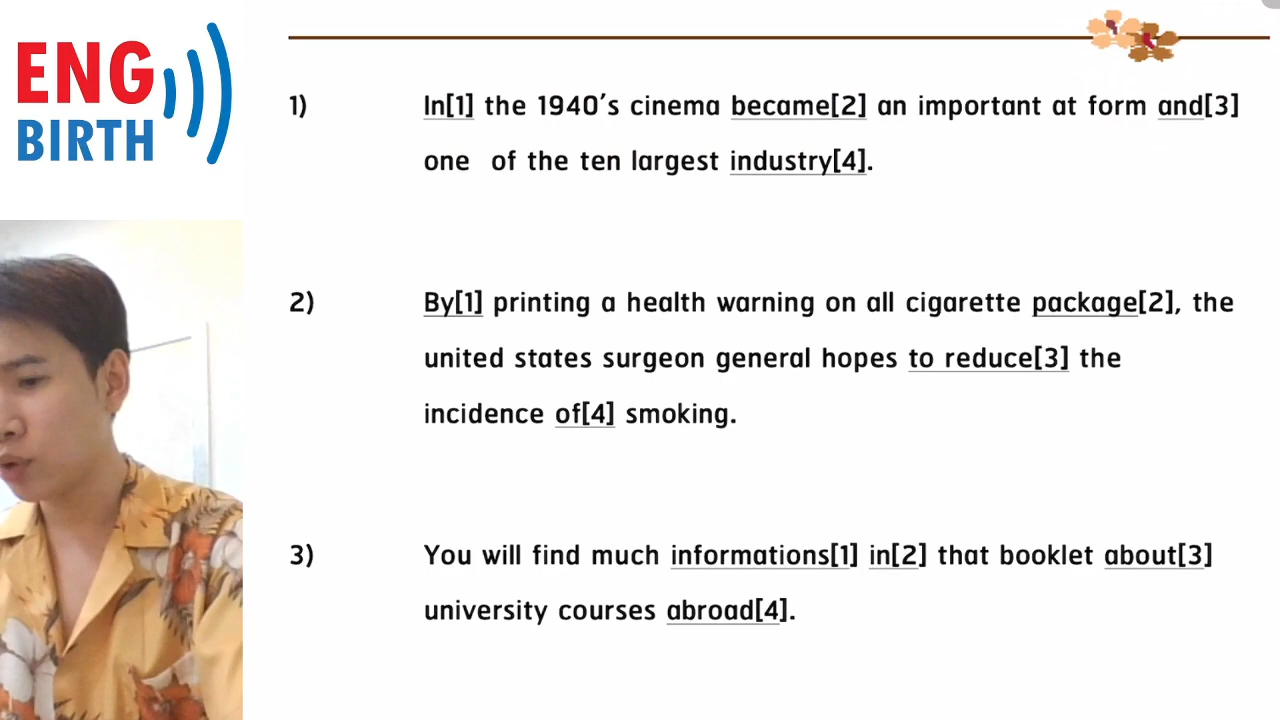 ENG
BIRTH
1) In[1] the 1940's cinema became[2] an important at form and[3]
one of the ten largest industry[4].
2) By[1] printing a health warning on all cigarette package[2], the
united states surgeon general hopes to reduce[3] the
incidence of[4] smoking.
3) You will find much informations[1] in[2] that booklet about[3]
university courses abroad[4].